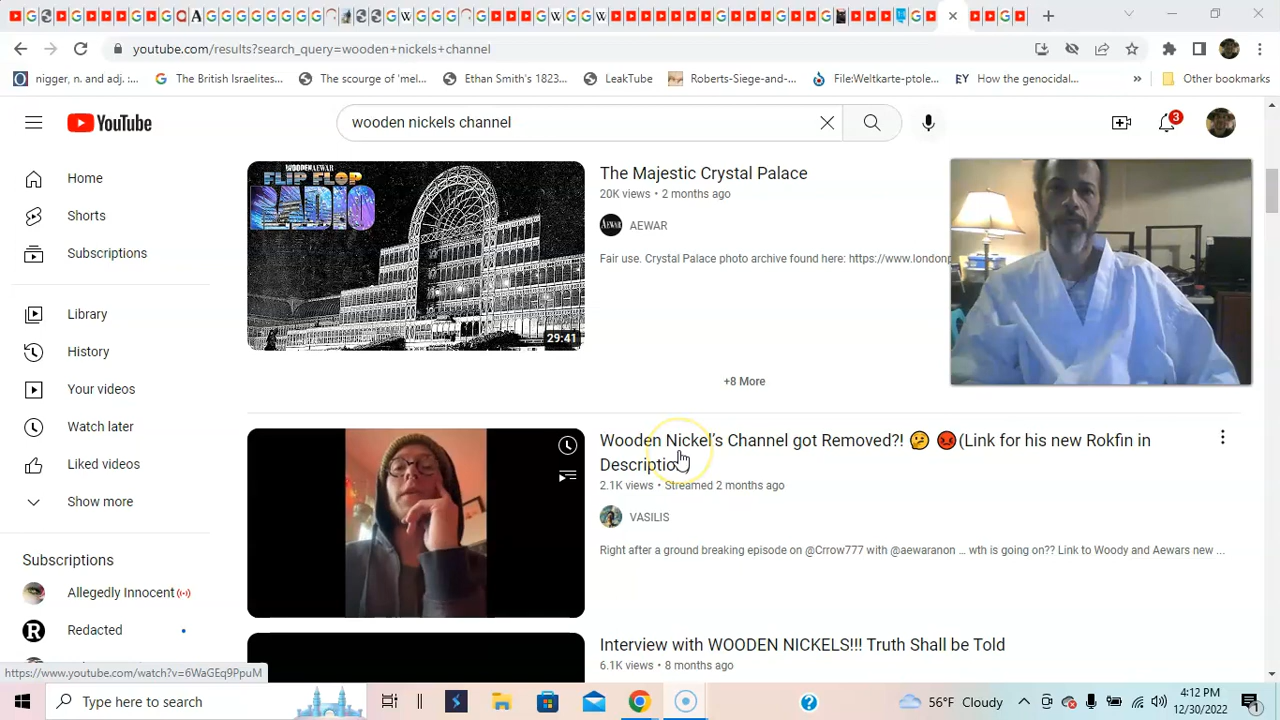 youtube.com/results?search_query=wooden+nickels+channel
nigger, n. and adj. :...
The British Israelites...
The scourge of 'mel...
Ethan Smith's 1823...
LeakTube
Roberts-Siege-and-...
File:Weltkarte-ptole...
EY
How the genocidal...
»
Other bookmarks
YouTube
wooden nickels channel
3
Home
Shorts
Subscriptions
Library
History
Your videos
Watch later
Liked videos
Show more
Subscriptions
Allegedly Innocent
Redacted
WOODENAEWAR
FLIP FLOP
RADIO
29:41
The Majestic Crystal Palace
20K views • 2 months ago
AEWAR
AEWAR
Fair use. Crystal Palace photo archive found here: https://www.londonp
+8 More
Wooden Nickel's Channel got Removed?! 🤔 😡 (Link for his new Rokfin in
Description)
2.1K views • Streamed 2 months ago
VASILIS
Right after a ground breaking episode on @Crrow777 with @aewaranon ... wth is going on?? Link to Woody and Aewars new ...
Interview with WOODEN NICKELS!!! Truth Shall be Told
6.1K views • 8 months ago
https://www.youtube.com/watch?v=6WaGEq9PpuM
Type here to search
56°F Cloudy
4:12 PM
12/30/2022
1